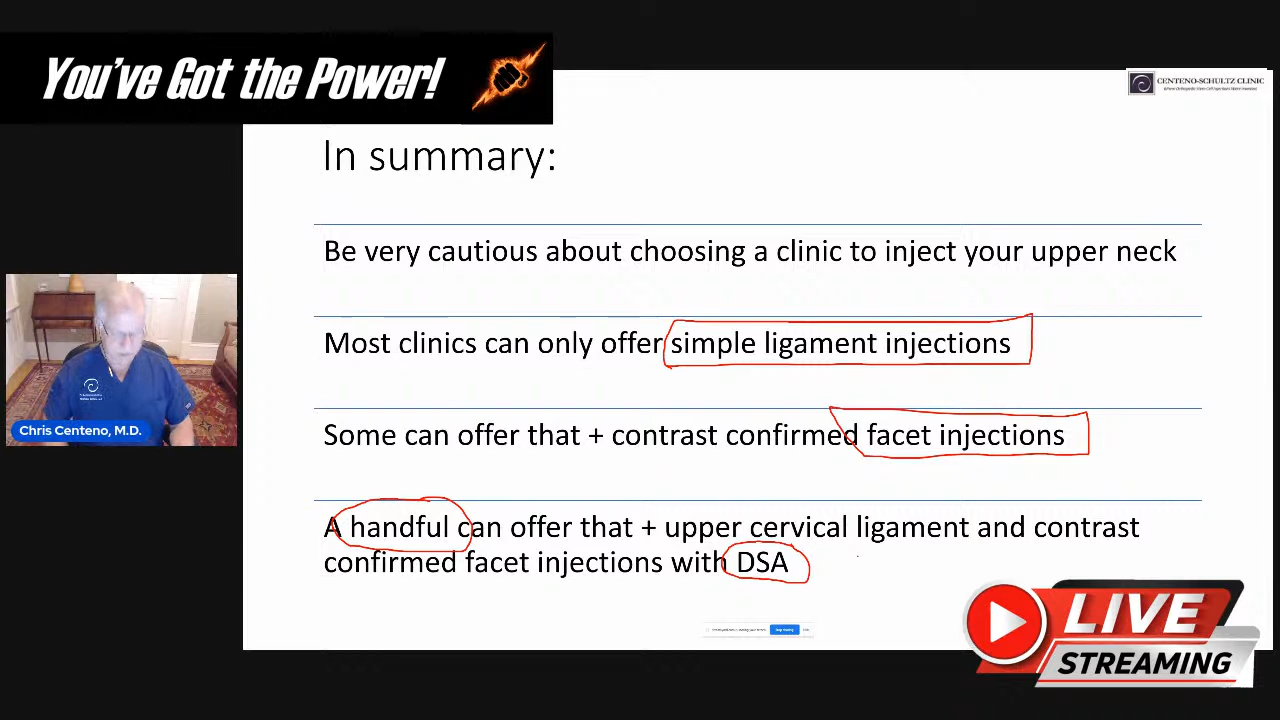 You've Got the Power!
CENTENO-SCHULTZ CLINIC
In summary:
Be very cautious about choosing a clinic to inject your upper neck
Most clinics can only offer simple ligament injections
Some can offer that + contrast confirmed facet injections
A handful can offer that + upper cervical ligament and contrast
confirmed facet injections with DSA
Chris Centeno, M.D.
LIVE
STREAMING